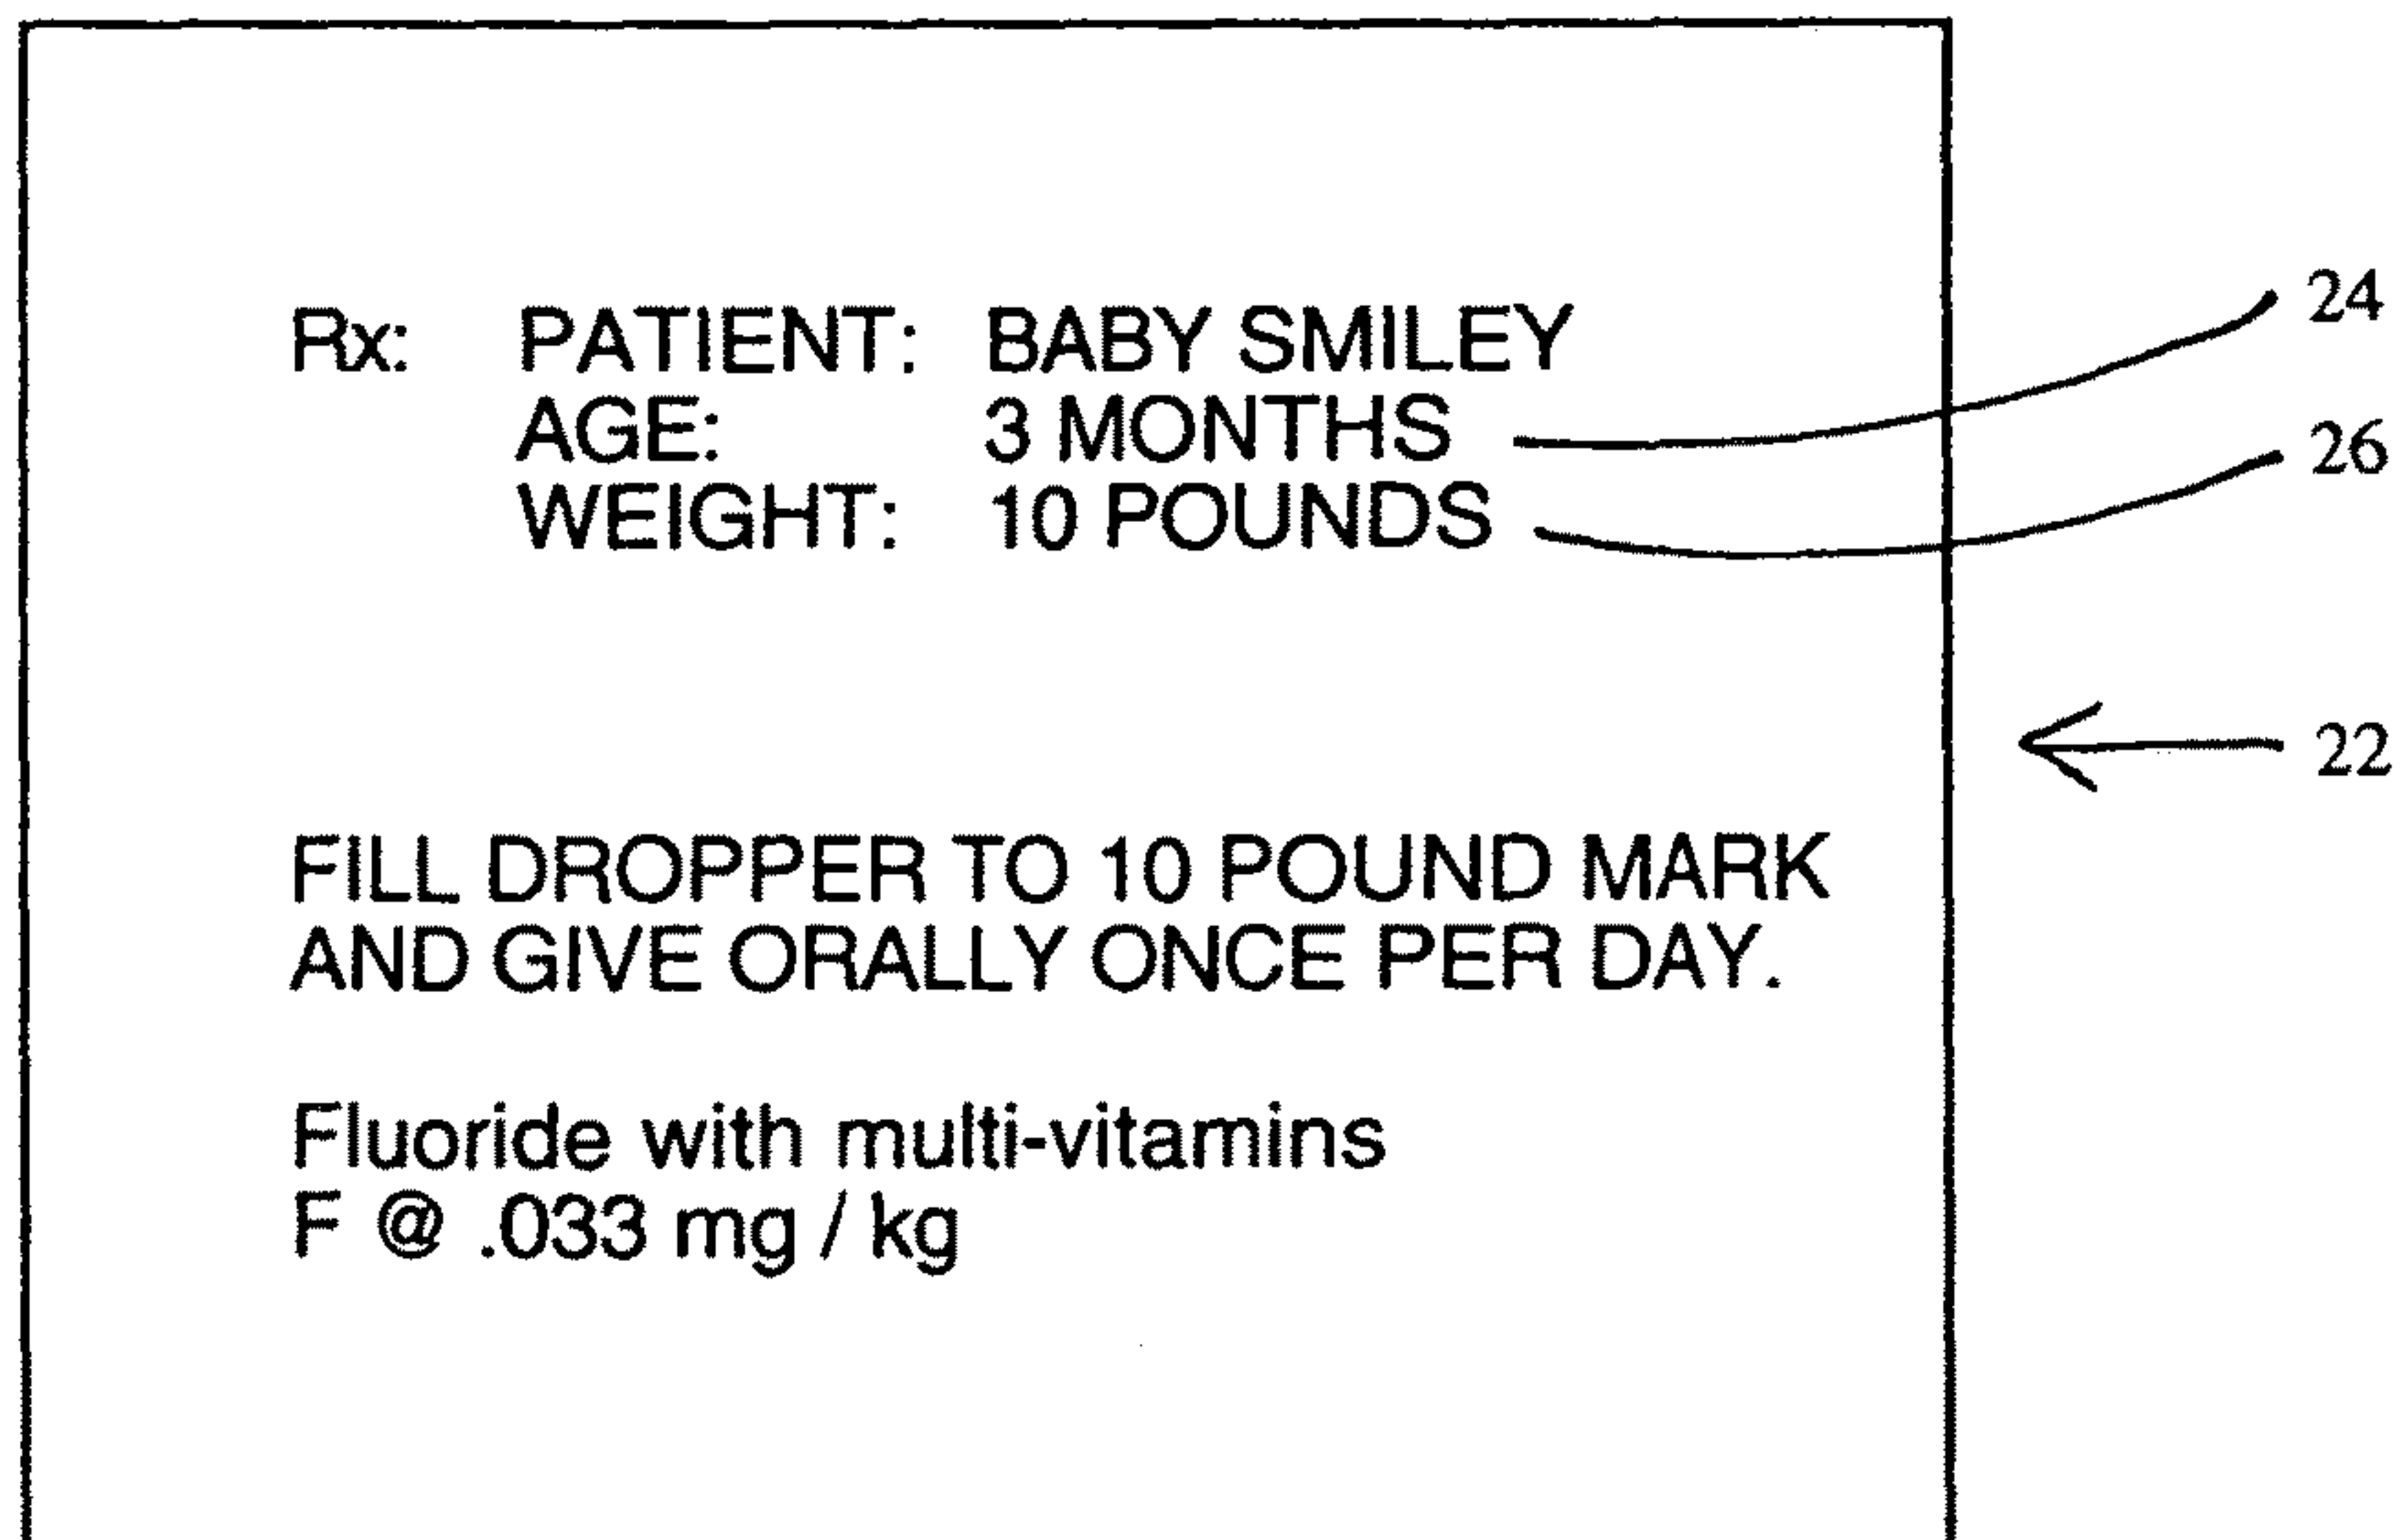 Rx: PATIENT: BABY SMILEY
AGE: 3 MONTHS
WEIGHT: 10 POUNDS
24
26
22
FILL DROPPER TO 10 POUND MARK
AND GIVE ORALLY ONCE PER DAY.
Fluoride with multi-vitamins
F @ .033 mg / kg